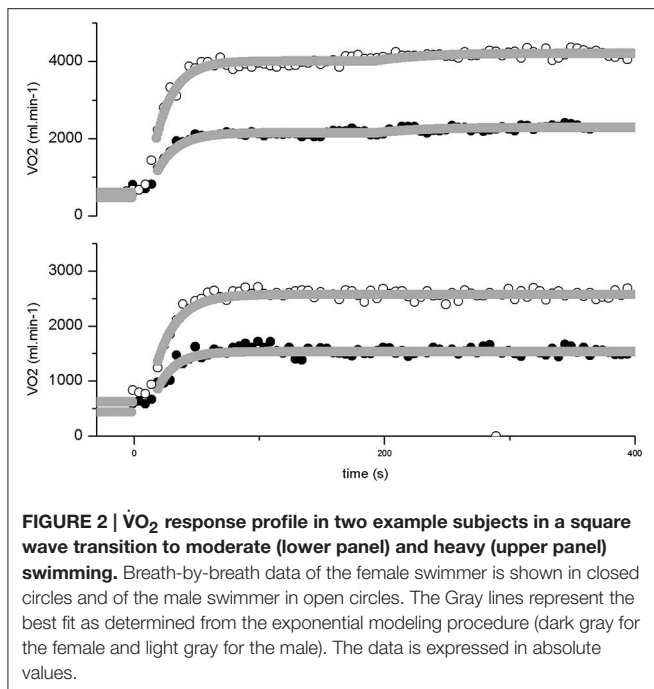 4000
2000
0
VO2 (ml.min-1)
3000
2000
1000
0
VO2 (ml.min-1)
0
200
400
time (s)
FIGURE 2 | V̇O₂ response profile in two example subjects in a square
wave transition to moderate (lower panel) and heavy (upper panel)
swimming. Breath-by-breath data of the female swimmer is shown in closed
circles and of the male swimmer in open circles. The Gray lines represent the
best fit as determined from the exponential modeling procedure (dark gray for
the female and light gray for the male). The data is expressed in absolute
values.